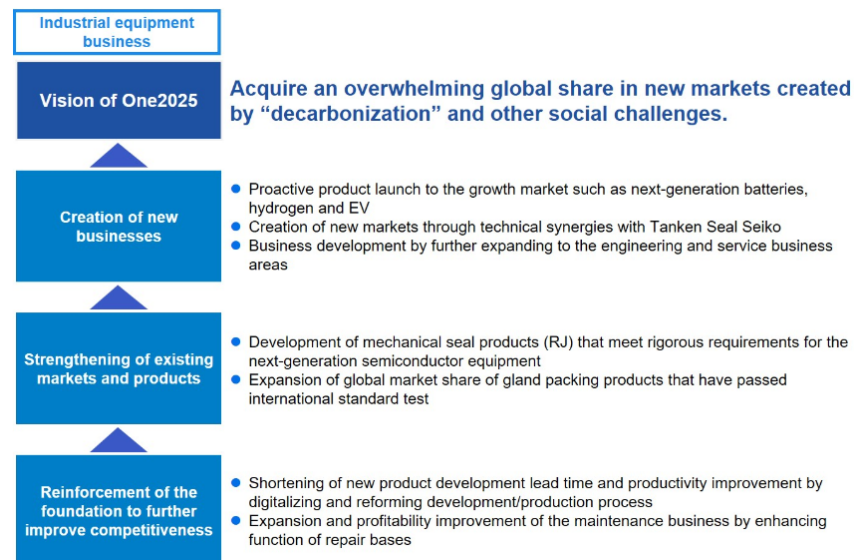 Industrial equipment
business
Vision of One2025
Acquire an overwhelming global share in new markets created
by “decarbonization” and other social challenges.
Creation of new
businesses
● Proactive product launch to the growth market such as next-generation batteries,
hydrogen and EV
● Creation of new markets through technical synergies with Tanken Seal Seiko
● Business development by further expanding to the engineering and service business
areas
Strengthening of existing
markets and products
● Development of mechanical seal products (RJ) that meet rigorous requirements for the
next-generation semiconductor equipment
● Expansion of global market share of gland packing products that have passed
international standard test
Reinforcement of the
foundation to further
improve competitiveness
● Shortening of new product development lead time and productivity improvement by
digitalizing and reforming development/production process
● Expansion and profitability improvement of the maintenance business by enhancing
function of repair bases